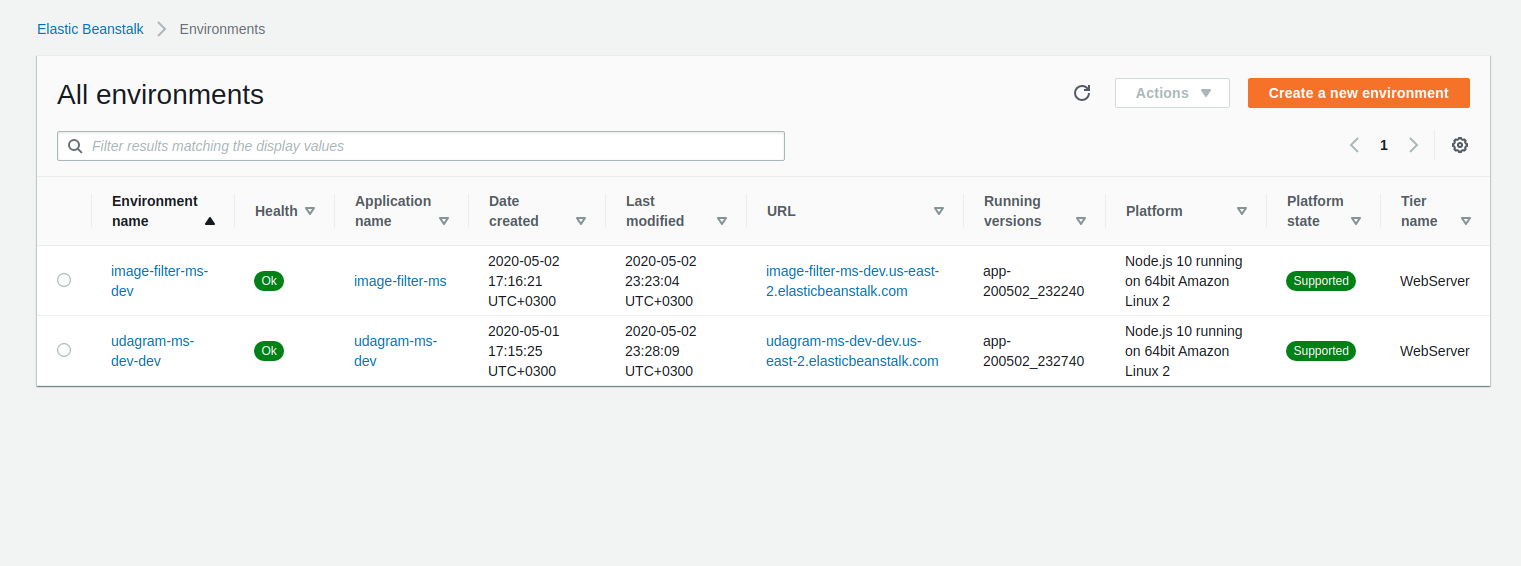 Elastic Beanstalk Environments
All environments
Actions
Create a new environment
Filter results matching the display values
1
Environment name
Health
Application name
Date created
Last modified
URL
Running versions
Platform
Platform state
Tier name
image-filter-ms-
dev
Ok
image-filter-ms
2020-05-02
17:16:21
UTC+0300
2020-05-02
23:23:04
UTC+0300
image-filter-ms-dev.us-east-
2.elasticbeanstalk.com
app-
200502_232240
Node.js 10 running
on 64bit Amazon
Linux 2
Supported
WebServer
udagram-ms-
dev-dev
Ok
udagram-ms-
dev
2020-05-01
17:15:25
UTC+0300
2020-05-02
23:28:09
UTC+0300
udagram-ms-dev-dev.us-
east-2.elasticbeanstalk.com
app-
200502_232740
Node.js 10 running
on 64bit Amazon
Linux 2
Supported
WebServer